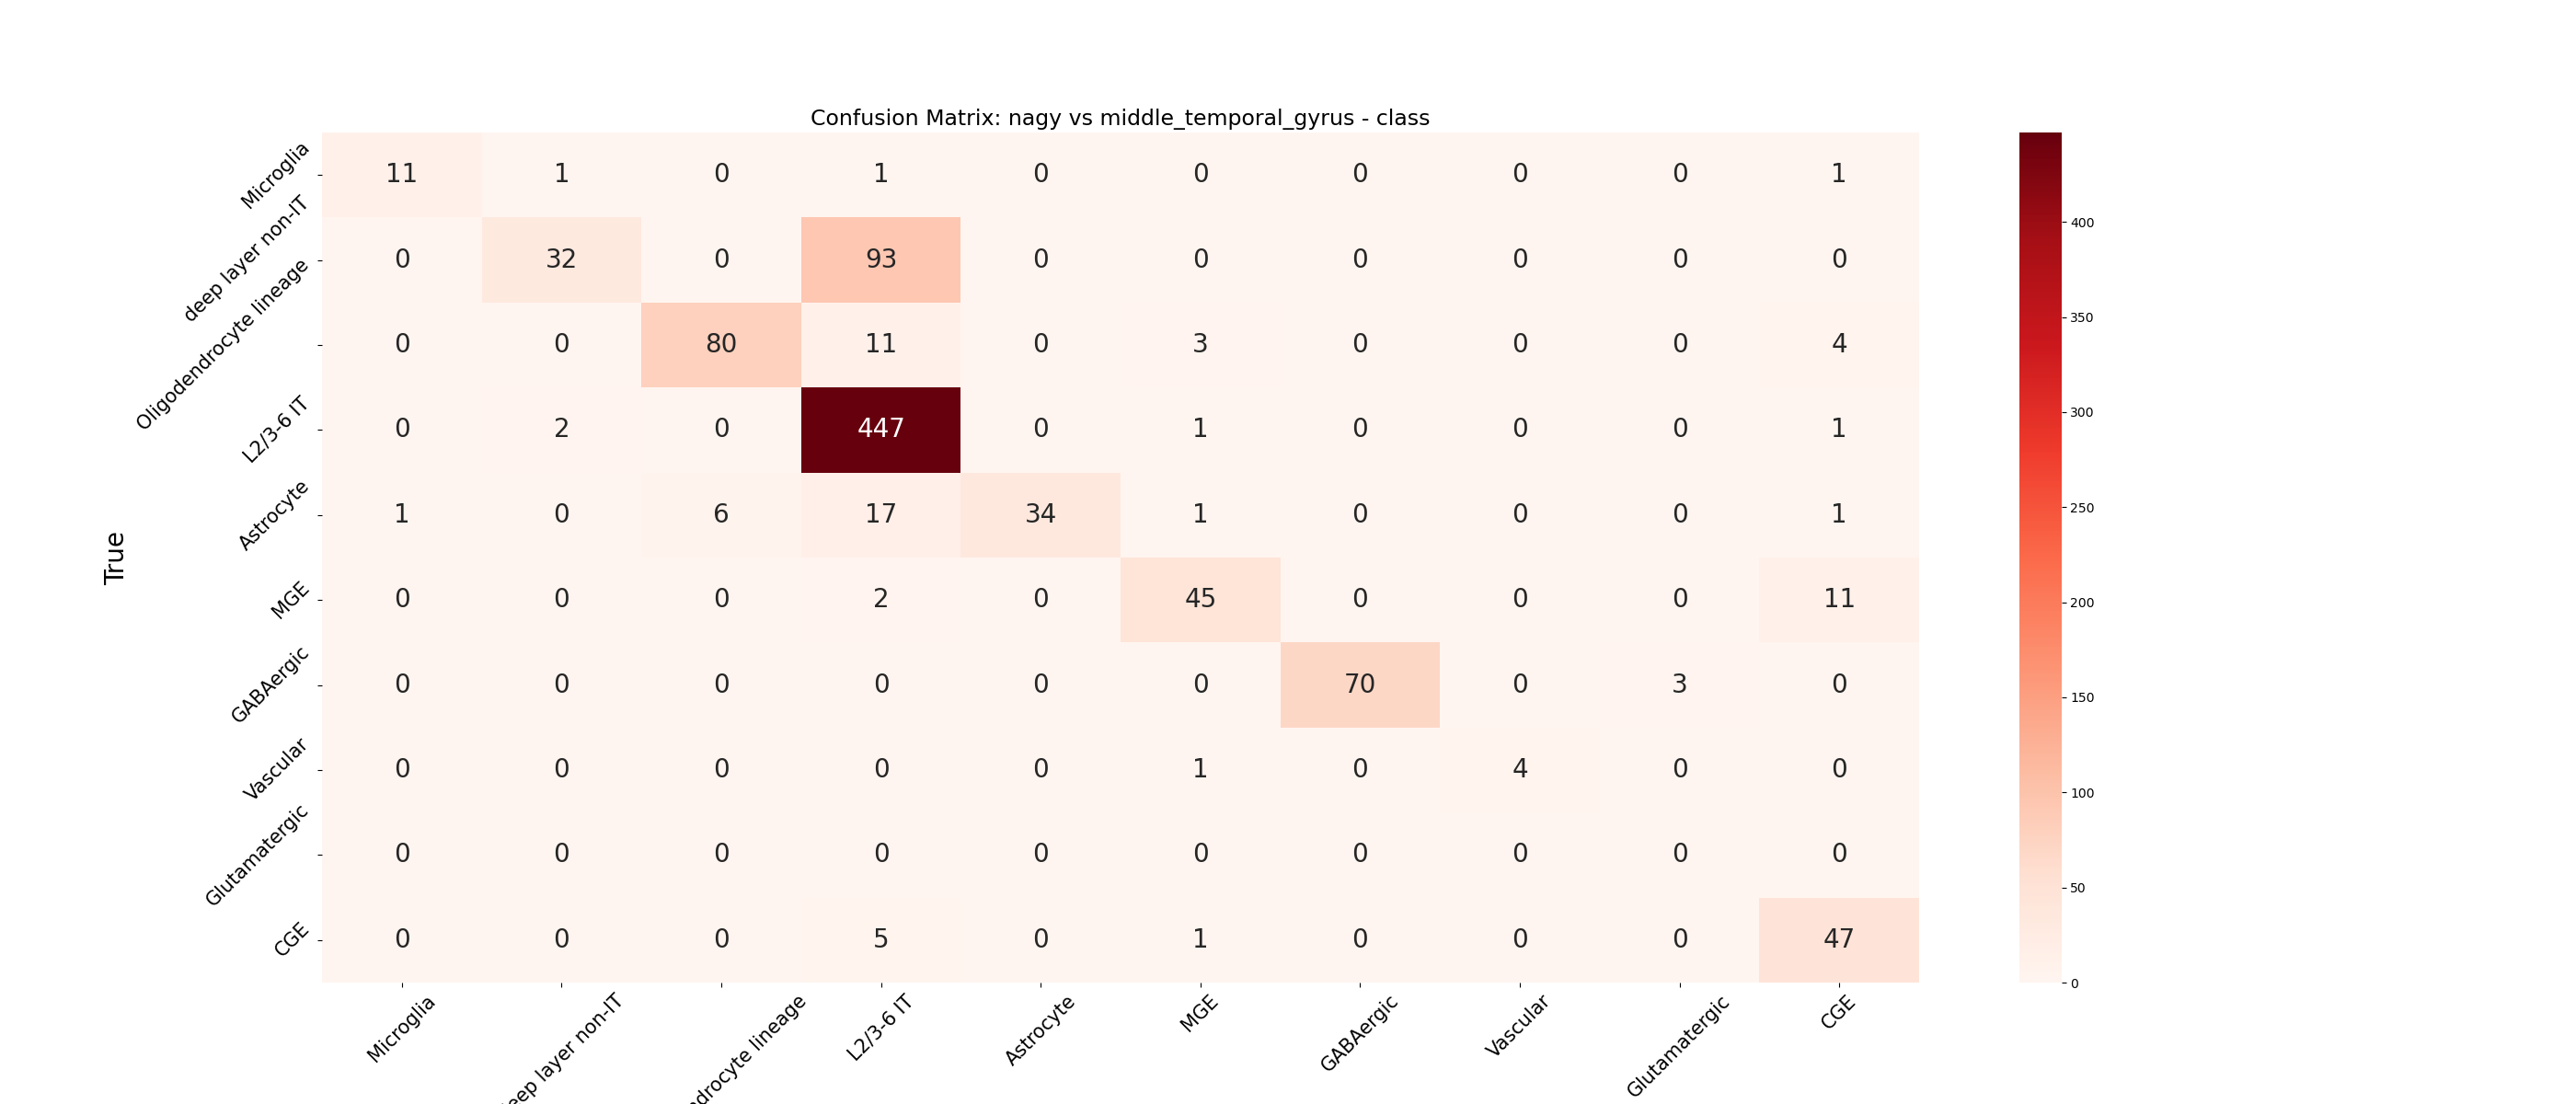 Confusion Matrix: nagy vs middle_temporal_gyrus - class
True
Microglia 11 1 0 1 0 0 0 0 0 1
deep layer non-IT 0 32 0 93 0 0 0 0 0 0
Oligodendrocyte lineage 0 0 80 11 0 3 0 0 0 4
L2/3-6 IT 0 2 0 447 0 1 0 0 0 1
Astrocyte 1 0 6 17 34 1 0 0 0 1
MGE 0 0 0 2 0 45 0 0 0 11
GABAergic 0 0 0 0 0 0 70 0 3 0
Vascular 0 0 0 0 0 1 0 4 0 0
Glutamatergic 0 0 0 0 0 0 0 0 0 0
CGE 0 0 0 5 0 1 0 0 0 47
Microglia eep layer non-IT ndrocyte lineage L2/3-6 IT Astrocyte MGE GABAergic Vascular Glutamatergic CGE
400
350
300
250
200
150
100
50
0